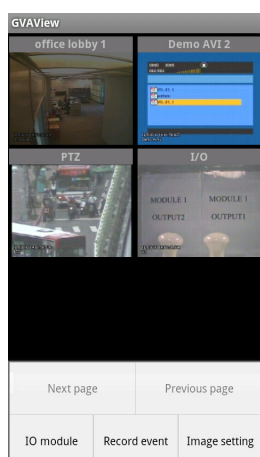 GVAView
office lobby 1
Demo AVI 2
PTZ
I/O
MODULE 1
MODULE 1
OUTPUT2
OUTPUT1
Next page
Previous page
IO module
Record event
Image setting